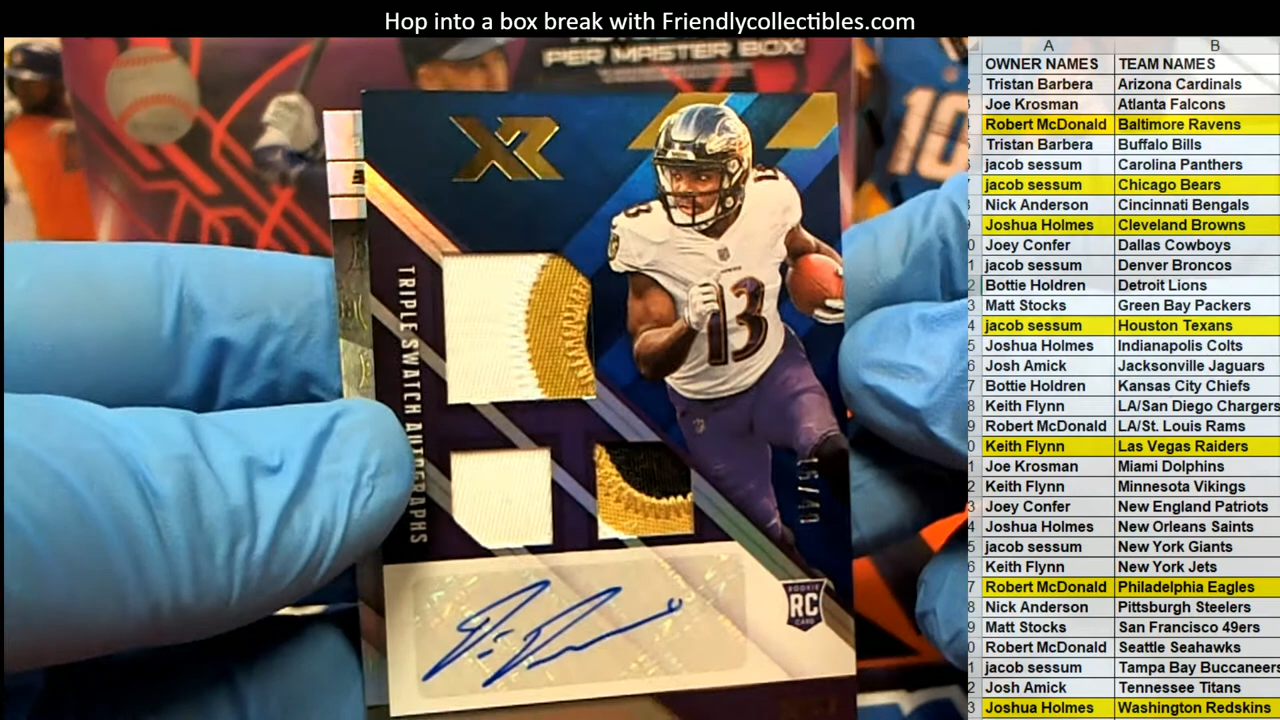 Hop into a box break with Friendlycollectibles.com
PER MASTER BOX!
XR
10
13
13
TRIPLE SWATCH AUTOGRAPHS
ROOKIE
RC
CARD
A B
OWNER NAMES TEAM NAMES
Tristan Barbera Arizona Cardinals
Joe Krosman Atlanta Falcons
Robert McDonald Baltimore Ravens
Tristan Barbera Buffalo Bills
jacob sessum Carolina Panthers
jacob sessum Chicago Bears
Nick Anderson Cincinnati Bengals
Joshua Holmes Cleveland Browns
Joey Confer Dallas Cowboys
jacob sessum Denver Broncos
Bottie Holdren Detroit Lions
Matt Stocks Green Bay Packers
jacob sessum Houston Texans
Joshua Holmes Indianapolis Colts
Josh Amick Jacksonville Jaguars
Bottie Holdren Kansas City Chiefs
Keith Flynn LA/San Diego Chargers
Robert McDonald LA/St. Louis Rams
Keith Flynn Las Vegas Raiders
Joe Krosman Miami Dolphins
Keith Flynn Minnesota Vikings
Joey Confer New England Patriots
Joshua Holmes New Orleans Saints
jacob sessum New York Giants
Keith Flynn New York Jets
Robert McDonald Philadelphia Eagles
Nick Anderson Pittsburgh Steelers
Matt Stocks San Francisco 49ers
Robert McDonald Seattle Seahawks
jacob sessum Tampa Bay Buccaneers
Josh Amick Tennessee Titans
Joshua Holmes Washington Redskins